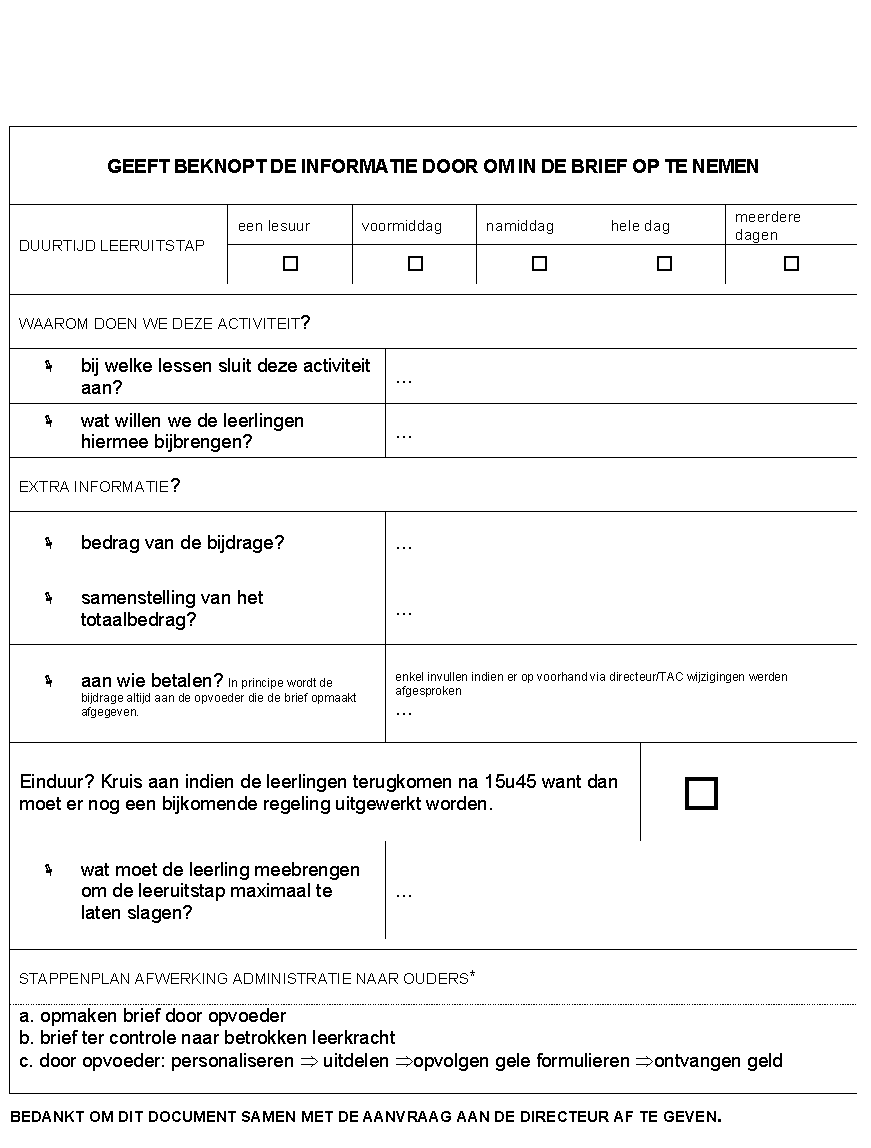 GEEFT BEKNOPT DE INFORMATIE DOOR OM IN DE BRIEF OP TE NEMEN
DUURTIJD LEERUITSTAP
een lesuur
voormiddag
namiddag
hele dag
meerdere
dagen
WAAROM DOEN WE DEZE ACTIVITEIT?
bij welke lessen sluit deze activiteit
aan?
…
wat willen we de leerlingen
hiermee bijbrengen?
…
EXTRA INFORMATIE?
bedrag van de bijdrage?
…
samenstelling van het
totaalbedrag?
…
aan wie betalen? In principe wordt de
bijdrage altijd aan de opvoeder die de brief opmaakt
afgegeven.
enkel invullen indien er op voorhand via directeur/TAC wijzigingen werden
afgesproken
…
Einduur? Kruis aan indien de leerlingen terugkomen na 15u45 want dan
moet er nog een bijkomende regeling uitgewerkt worden.
wat moet de leerling meebrengen
om de leeruitstap maximaal te
laten slagen?
…
STAPPENPLAN AFWERKING ADMINISTRATIE NAAR OUDERS*
a. opmaken brief door opvoeder
b. brief ter controle naar betrokken leerkracht
c. door opvoeder: personaliseren ⇒ uitdelen ⇒opvolgen gele formulieren ⇒ontvangen geld
BEDANKT OM DIT DOCUMENT SAMEN MET DE AANVRAAG AAN DE DIRECTEUR AF TE GEVEN.